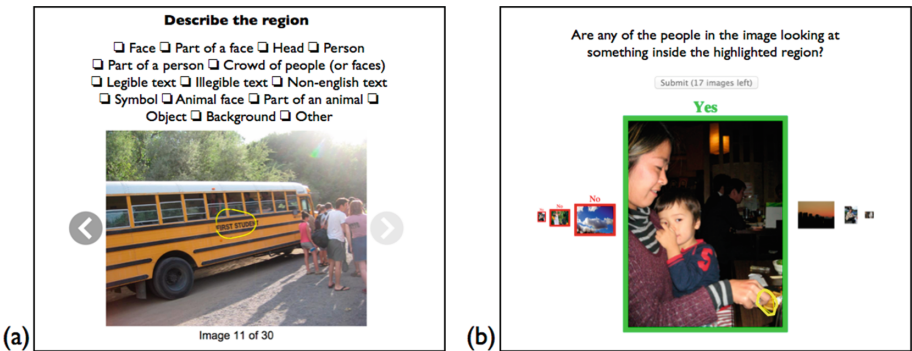 Describe the region
❏ Face ❏ Part of a face ❏ Head ❏ Person
❏ Part of a person ❏ Crowd of people (or faces)
❏ Legible text ❏ Illegible text ❏ Non-english text
❏ Symbol ❏ Animal face ❏ Part of an animal ❏
Object ❏ Background ❏ Other
FIRST STUDENT
Image 11 of 30
(a)
Are any of the people in the image looking at
something inside the highlighted region?
Submit (17 images left)
Yes
No
S
(b)